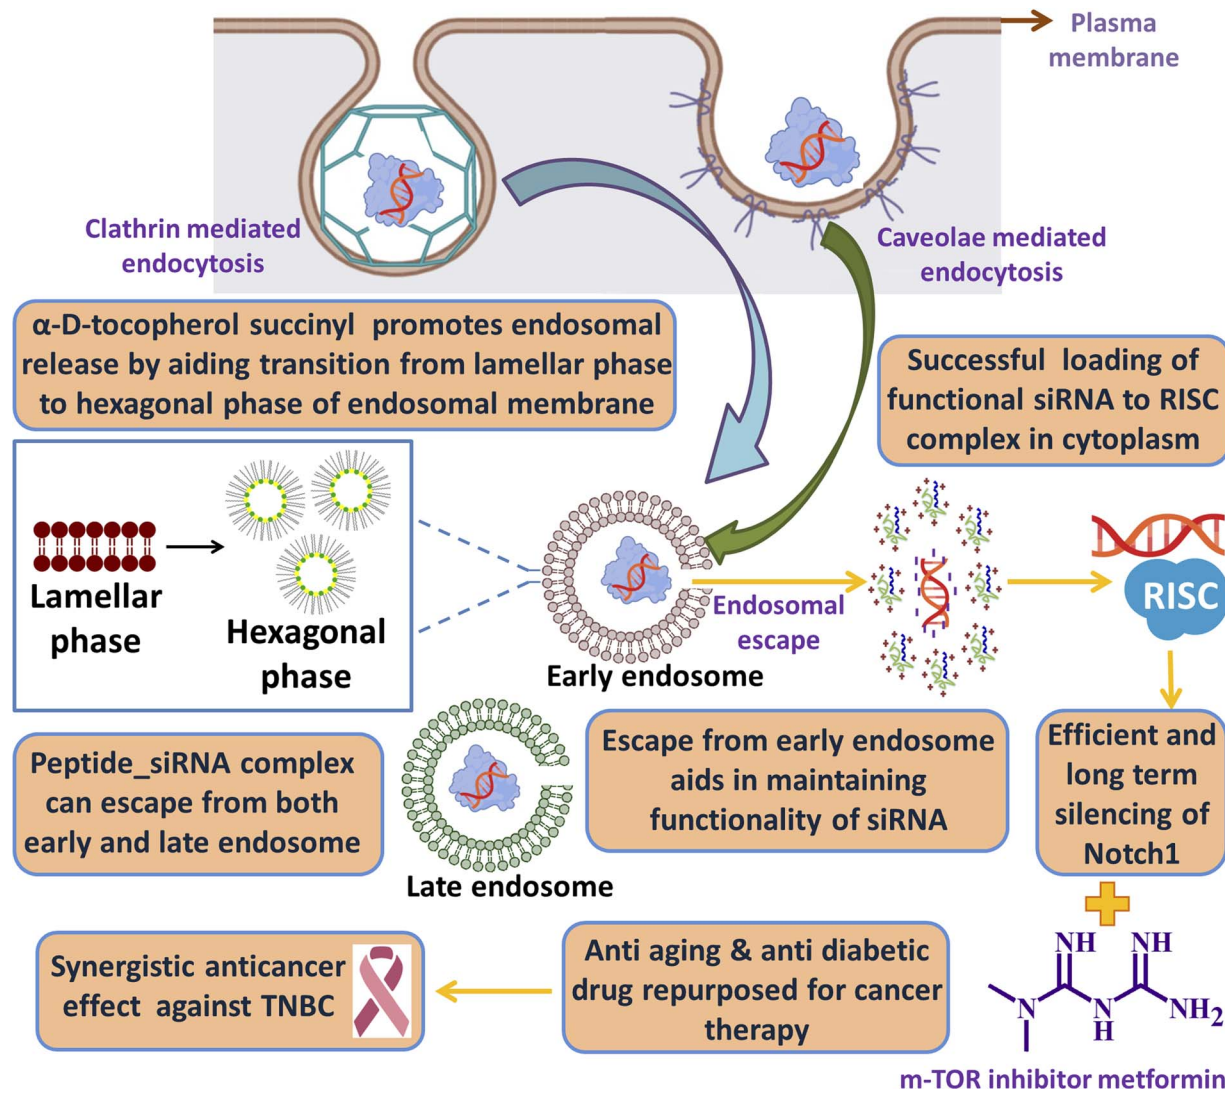 Plasma
membrane
Clathrin mediated
endocytosis
Caveolae mediated
endocytosis
α-D-tocopherol succinyl promotes endosomal
release by aiding transition from lamellar phase
to hexagonal phase of endosomal membrane
Successful loading of
functional siRNA to RISC
complex in cytoplasm
Lamellar
phase
Hexagonal
phase
Early endosome
Endosomal
escape
RISC
Peptide_siRNA complex
can escape from both
early and late endosome
Late endosome
Escape from early endosome
aids in maintaining
functionality of siRNA
Efficient and
long term
silencing of
Notch1
Synergistic anticancer
effect against TNBC
Anti aging & anti diabetic
drug repurposed for cancer
therapy
NH NH
N N NH2
H
m-TOR inhibitor metformin